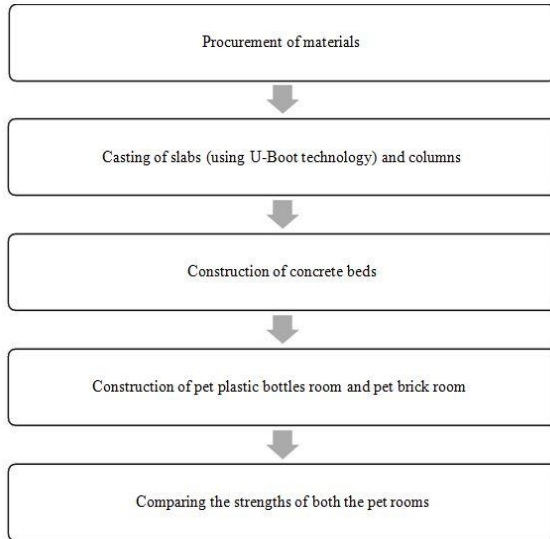 Procurement of materials
Casting of slabs (using U-Boot technology) and columns
Construction of concrete beds
Construction of pet plastic bottles room and pet brick room
Comparing the strengths of both the pet rooms